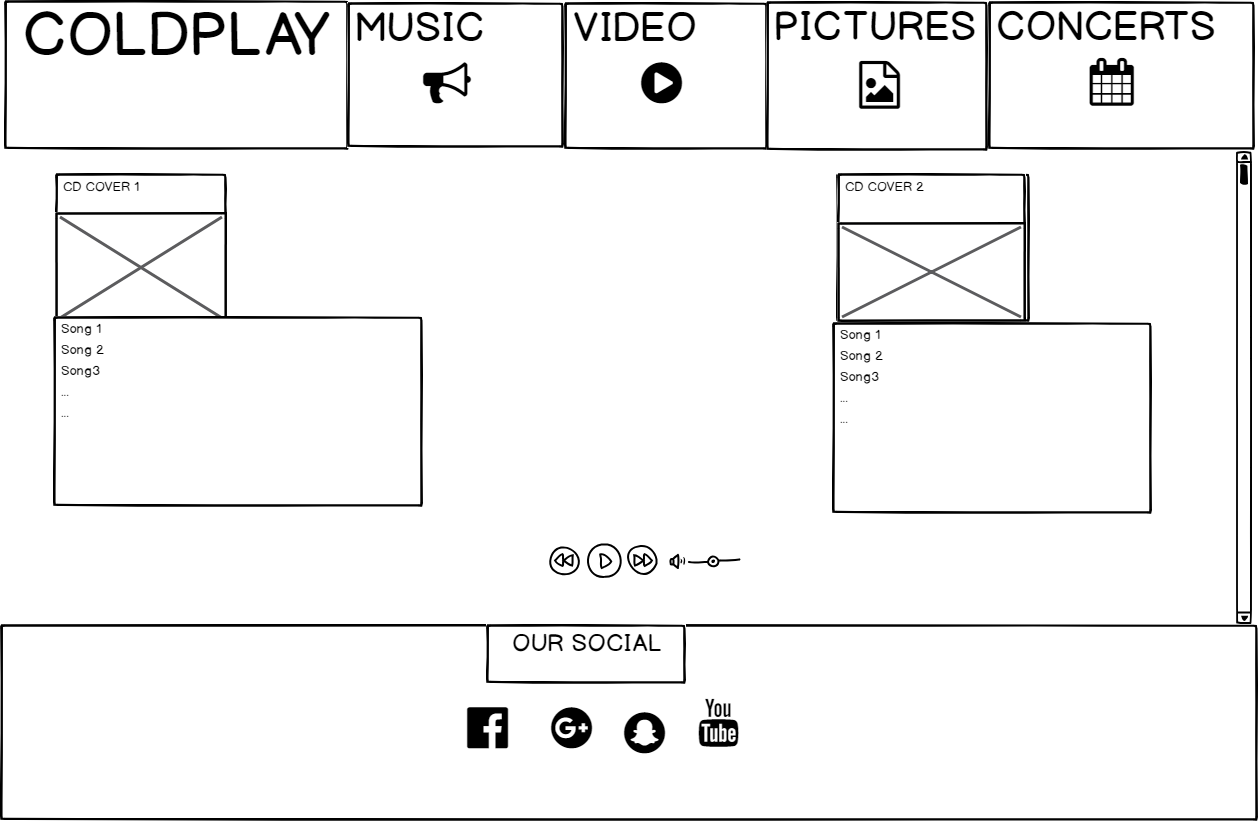 COLDPLAY
MUSIC
VIDEO
PICTURES
CONCERTS
CD COVER 1
Song 1
Song 2
Song3
...
...
CD COVER 2
Song 1
Song 2
Song3
...
...
OUR SOCIAL
f
G+
You
Tube